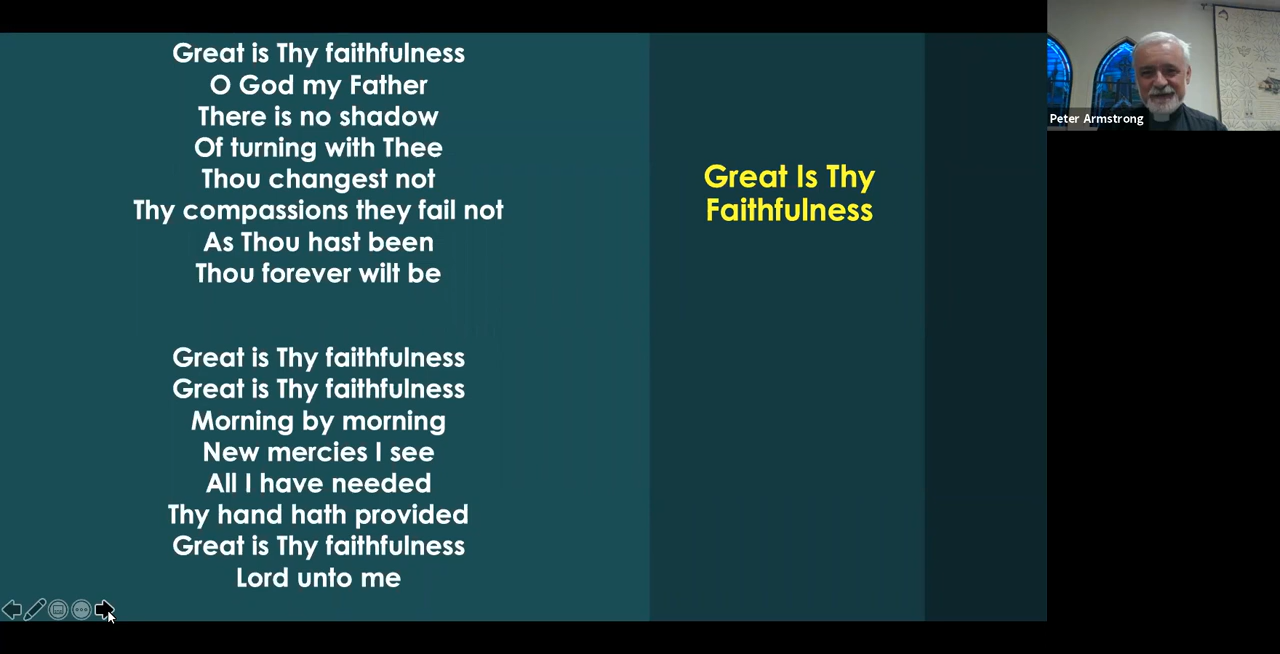 Great is Thy faithfulness
O God my Father
There is no shadow
Of turning with Thee
Thou changest not
Thy compassions they fail not
As Thou hast been
Thou forever wilt be
Great is Thy faithfulness
Great is Thy faithfulness
Morning by morning
New mercies I see
All I have needed
Thy hand hath provided
Great is Thy faithfulness
Lord unto me
Great Is Thy
Faithfulness
Peter Armstrong